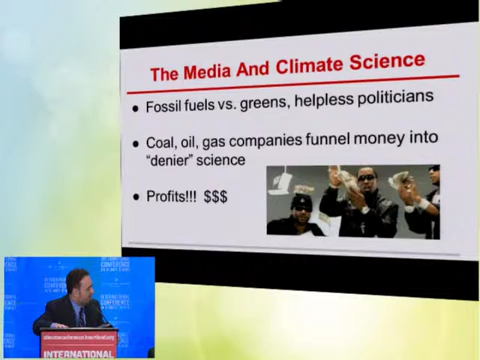 The Media And Climate Science
● Fossil fuels vs. greens, helpless politicians
● Coal, oil, gas companies funnel money into
“denier” science
● Profits!!! $$$
INTERNATIONAL
CONFERENCE
INTERNATIONAL